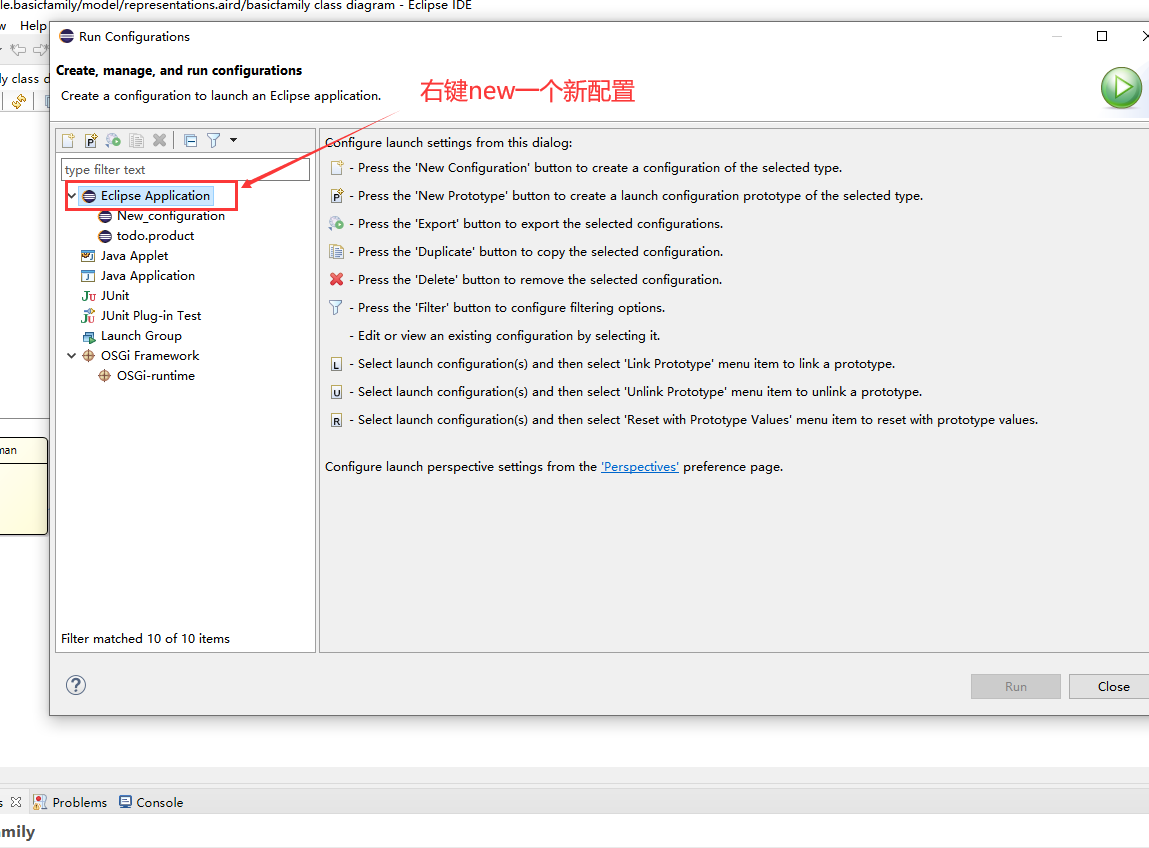 le.basicfamily/model/representations.aird/basicfamily class diagram - Eclipse IDE
w Help
Run Configurations
ly class d
Create, manage, and run configurations
Create a configuration to launch an Eclipse application.
右键new一个新配置
type filter text
Eclipse Application
New_configuration
todo.product
Java Applet
Java Application
JUnit
JUnit Plug-in Test
Launch Group
OSGi Framework
OSGi-runtime
Filter matched 10 of 10 items
Configure launch settings from this dialog:
- Press the 'New Configuration' button to create a configuration of the selected type.
- Press the 'New Prototype' button to create a launch configuration prototype of the selected type.
- Press the 'Export' button to export the selected configurations.
- Press the 'Duplicate' button to copy the selected configuration.
- Press the 'Delete' button to remove the selected configuration.
- Press the 'Filter' button to configure filtering options.
- Edit or view an existing configuration by selecting it.
- Select launch configuration(s) and then select 'Link Prototype' menu item to link a prototype.
- Select launch configuration(s) and then select 'Unlink Prototype' menu item to unlink a prototype.
- Select launch configuration(s) and then select 'Reset with Prototype Values' menu item to reset with prototype values.
Configure launch perspective settings from the 'Perspectives' preference page.
man
Run
Close
s
Problems
Console
amily